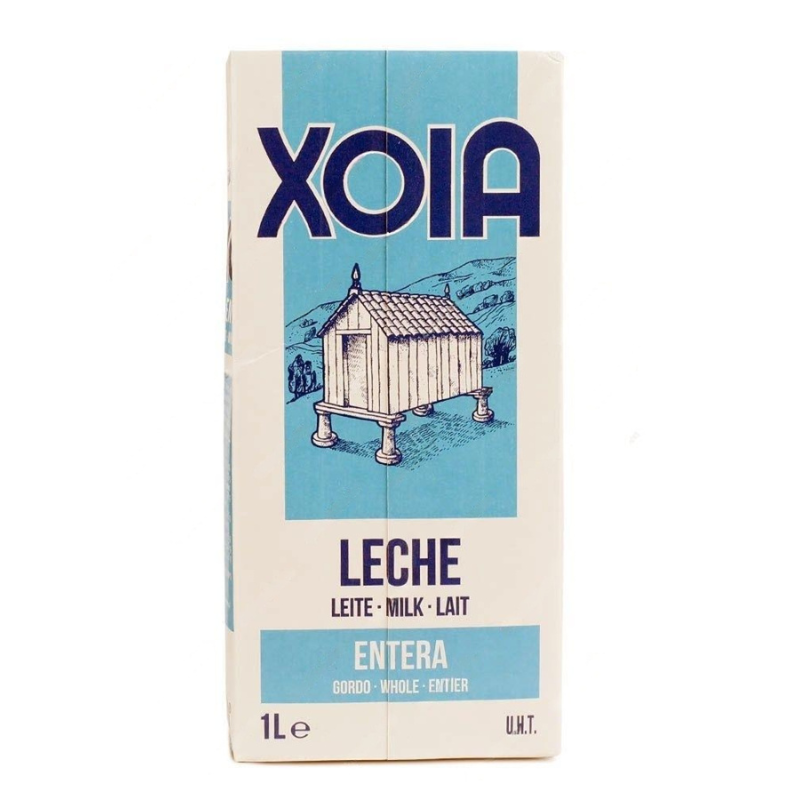 XOIA
LECHE
LEITE · MILK · LAIT
ENTERA
GORDO · WHOLE · ENTIER
1L e
U.H.T.